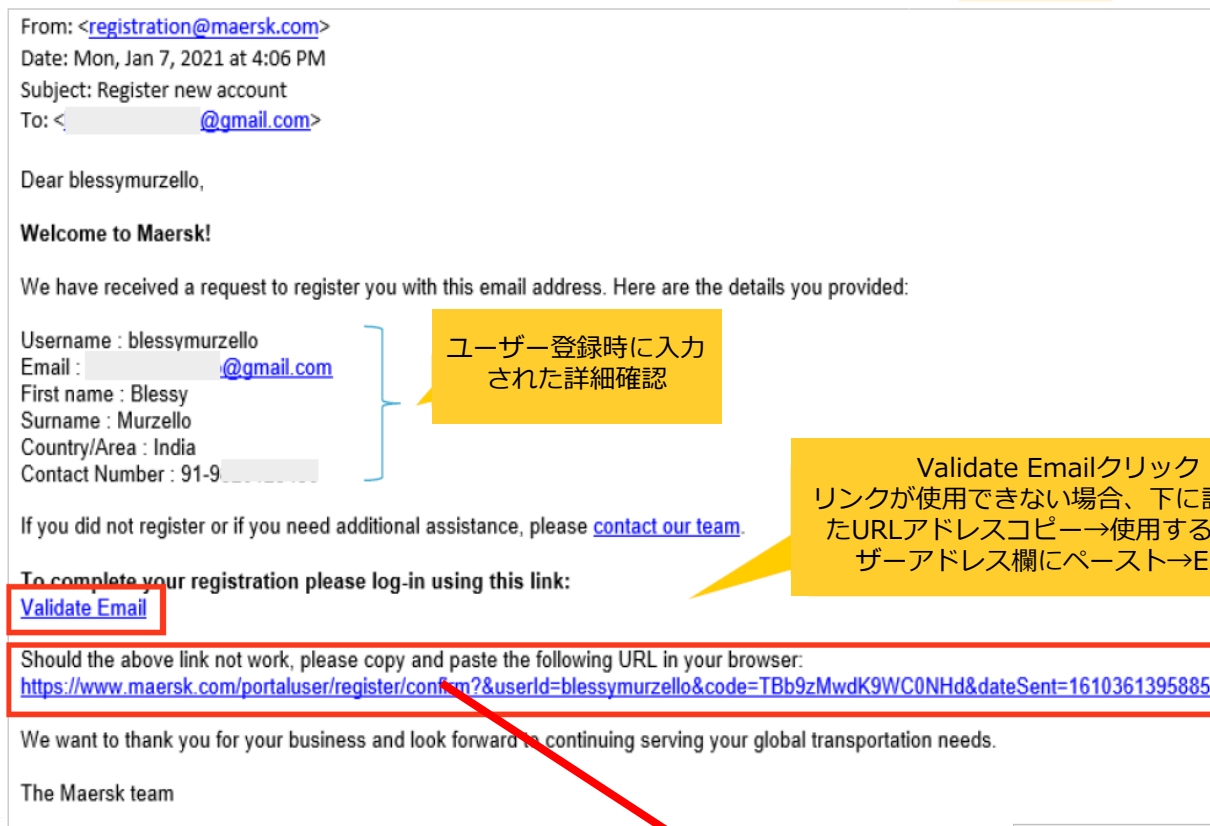 From: <registration@maersk.com>
Date: Mon, Jan 7, 2021 at 4:06 PM
Subject: Register new account
To: < @gmail.com>
Dear blessymurzello,
Welcome to Maersk!
We have received a request to register you with this email address. Here are the details you provided:
Username : blessymurzello
Email : @gmail.com
First name : Blessy
Surname : Murzello
Country/Area : India
Contact Number : 91-9
ユーザー登録時に入力
された詳細確認
Validate Emailクリック
リンクが使用できない場合、下に
たURLアドレスコピー→使用する
ザーアドレス欄にペースト→E
If you did not register or if you need additional assistance, please contact our team.
To complete your registration please log-in using this link:
Validate Email
Should the above link not work, please copy and paste the following URL in your browser:
https://www.maersk.com/portaluser/register/confirm?&userId=blessymurzello&code=TBb9zMwdK9WC0NHd&dateSent=1610361395885
We want to thank you for your business and look forward to continuing serving your global transportation needs.
The Maersk team